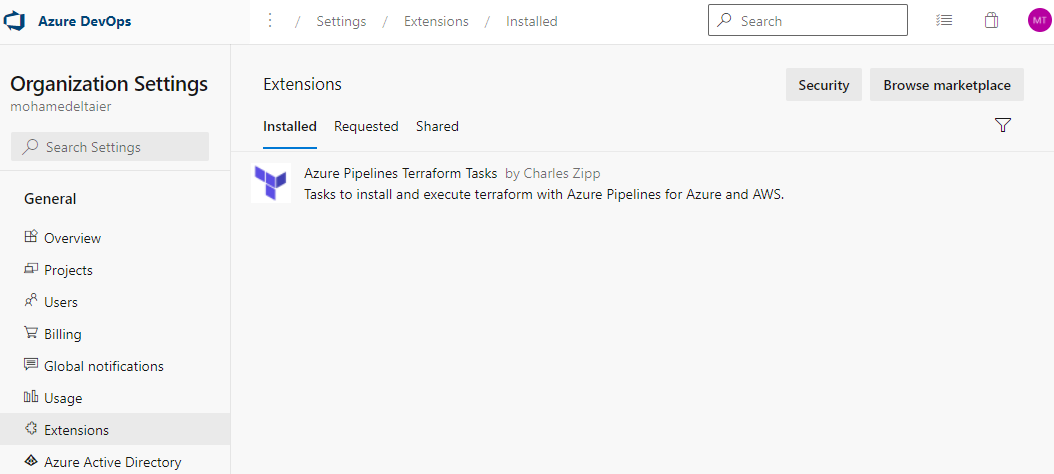 Azure DevOps
/ Settings / Extensions / Installed
Search
MT
Organization Settings
mohamedeltaier
Search Settings
General
Overview
Projects
Users
Billing
Global notifications
Usage
Extensions
Azure Active Directory
Extensions
Security
Browse marketplace
Installed Requested Shared
Azure Pipelines Terraform Tasks by Charles Zipp
Tasks to install and execute terraform with Azure Pipelines for Azure and AWS.